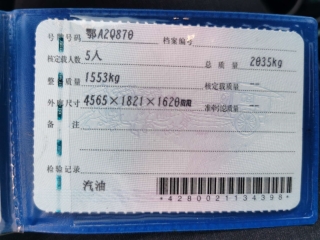 号牌号码 鄂A2Q870 档案编号
核定载人数 5人 总质量 2035kg
整备质量 1553kg 核定载质量 --
外廓尺寸 4565×1821×1620mm 准牵引总质量 --
备注
检验记录
汽油
*4280021134398*